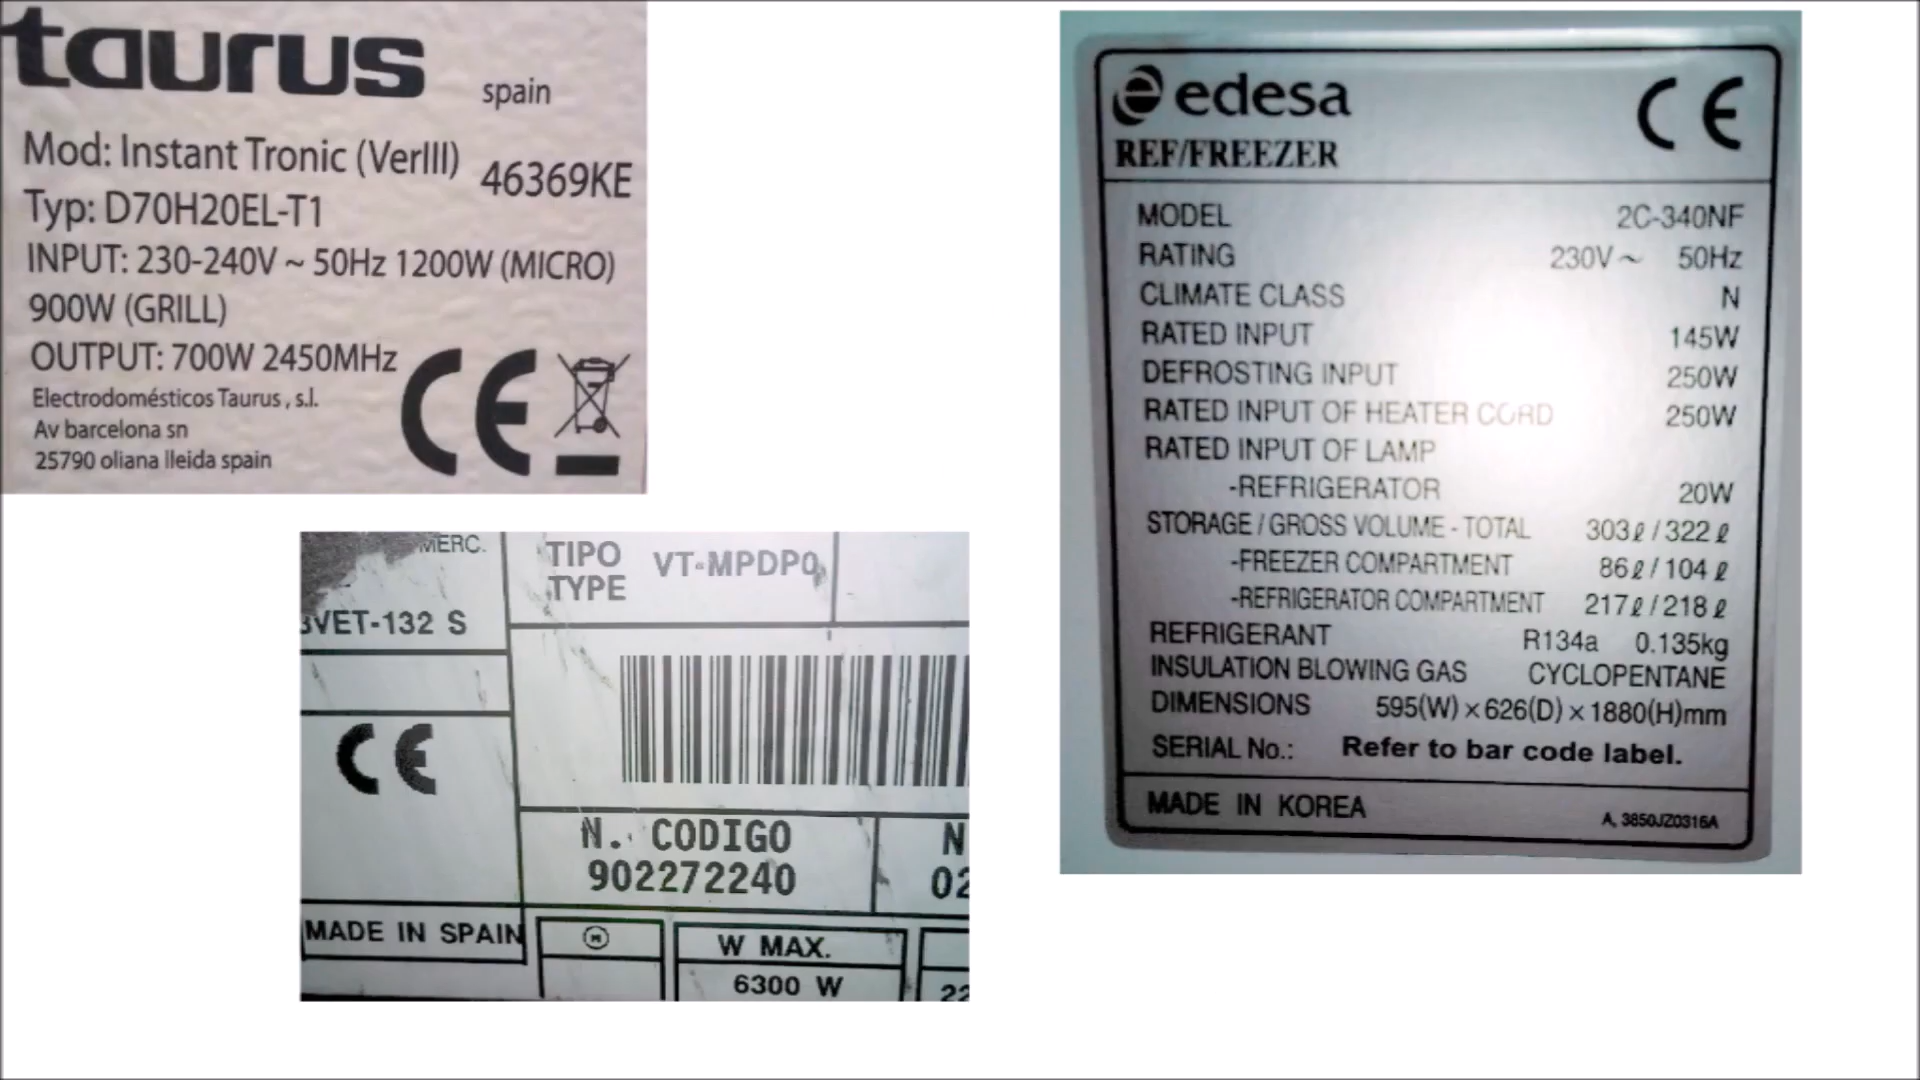 taurus
spain
Mod: Instant Tronic (VerIII) 46369KE
Typ: D70H20EL-T1
INPUT: 230-240V ~ 50Hz 1200W (MICRO)
900W (GRILL)
OUTPUT: 700W 2450MHz
Electrodomésticos Taurus , s.l.
Av barcelona sn
25790 oliana lleida spain
CE
MERC.
TIPO VT-MPDP0
TYPE
VET-132 S
CE
N. CODIGO
902272240
N
02
MADE IN SPAIN
M
W MAX.
6300 W
22
e edesa
CE
REF/FREEZER
MODEL 2C-340NF
RATING 230V ~ 50Hz
CLIMATE CLASS N
RATED INPUT 145W
DEFROSTING INPUT 250W
RATED INPUT OF HEATER CORD 250W
RATED INPUT OF LAMP
-REFRIGERATOR 20W
STORAGE / GROSS VOLUME - TOTAL 303ℓ / 322ℓ
-FREEZER COMPARTMENT 86ℓ / 104ℓ
-REFRIGERATOR COMPARTMENT 217ℓ / 218ℓ
REFRIGERANT R134a 0.135kg
INSULATION BLOWING GAS CYCLOPENTANE
DIMENSIONS 595(W) × 626(D) × 1880(H)mm
SERIAL No.: Refer to bar code label.
MADE IN KOREA
A, 3850JZ0316A